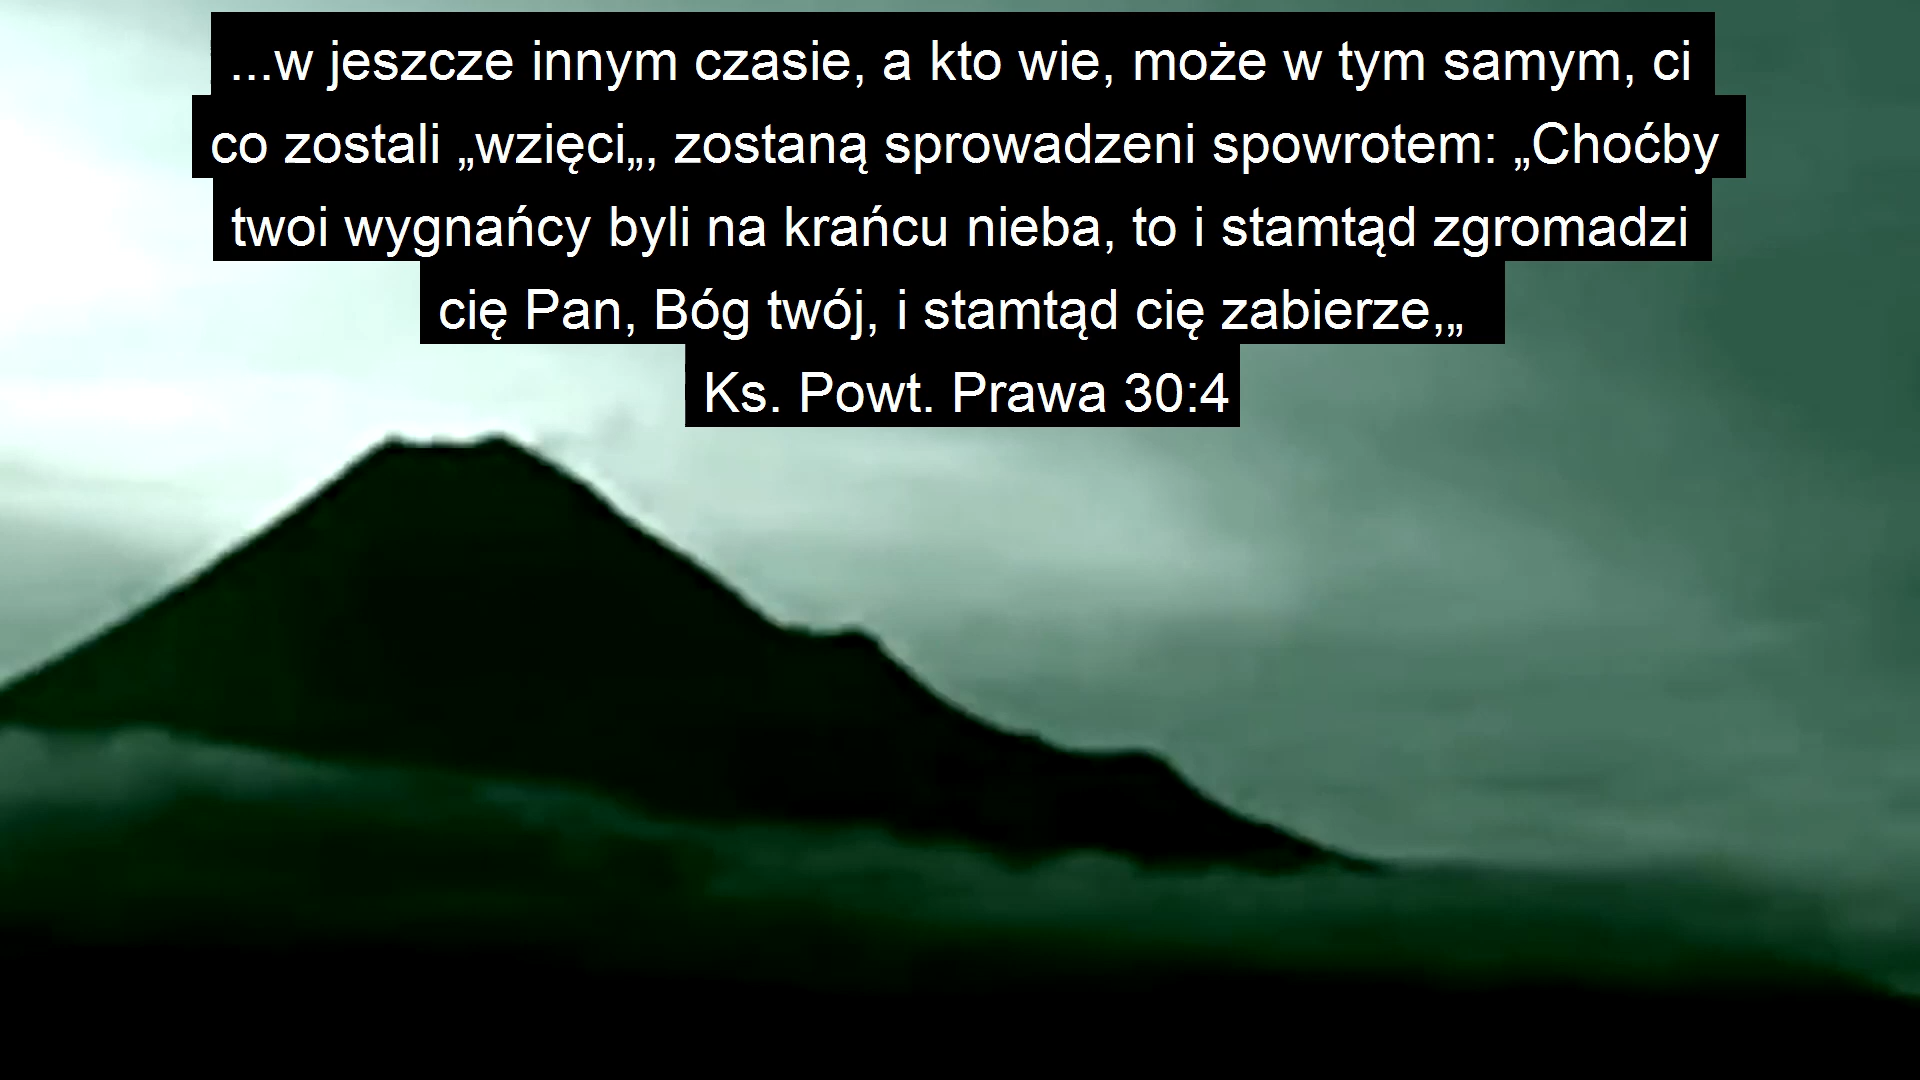 ...w jeszcze innym czasie, a kto wie, może w tym samym, ci
co zostali „wzięci„, zostaną sprowadzeni spowrotem: „Choćby
twoi wygnańcy byli na krańcu nieba, to i stamtąd zgromadzi
cię Pan, Bóg twój, i stamtąd cię zabierze,„
Ks. Powt. Prawa 30:4